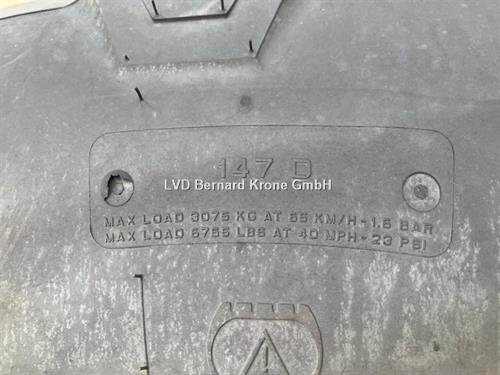 147 D
LVD Bernard Krone GmbH
MAX LOAD 3075 KG AT 65 KM/H - 1.6 BAR
MAX LOAD 6755 LBS AT 40 MPH - 23 PSI